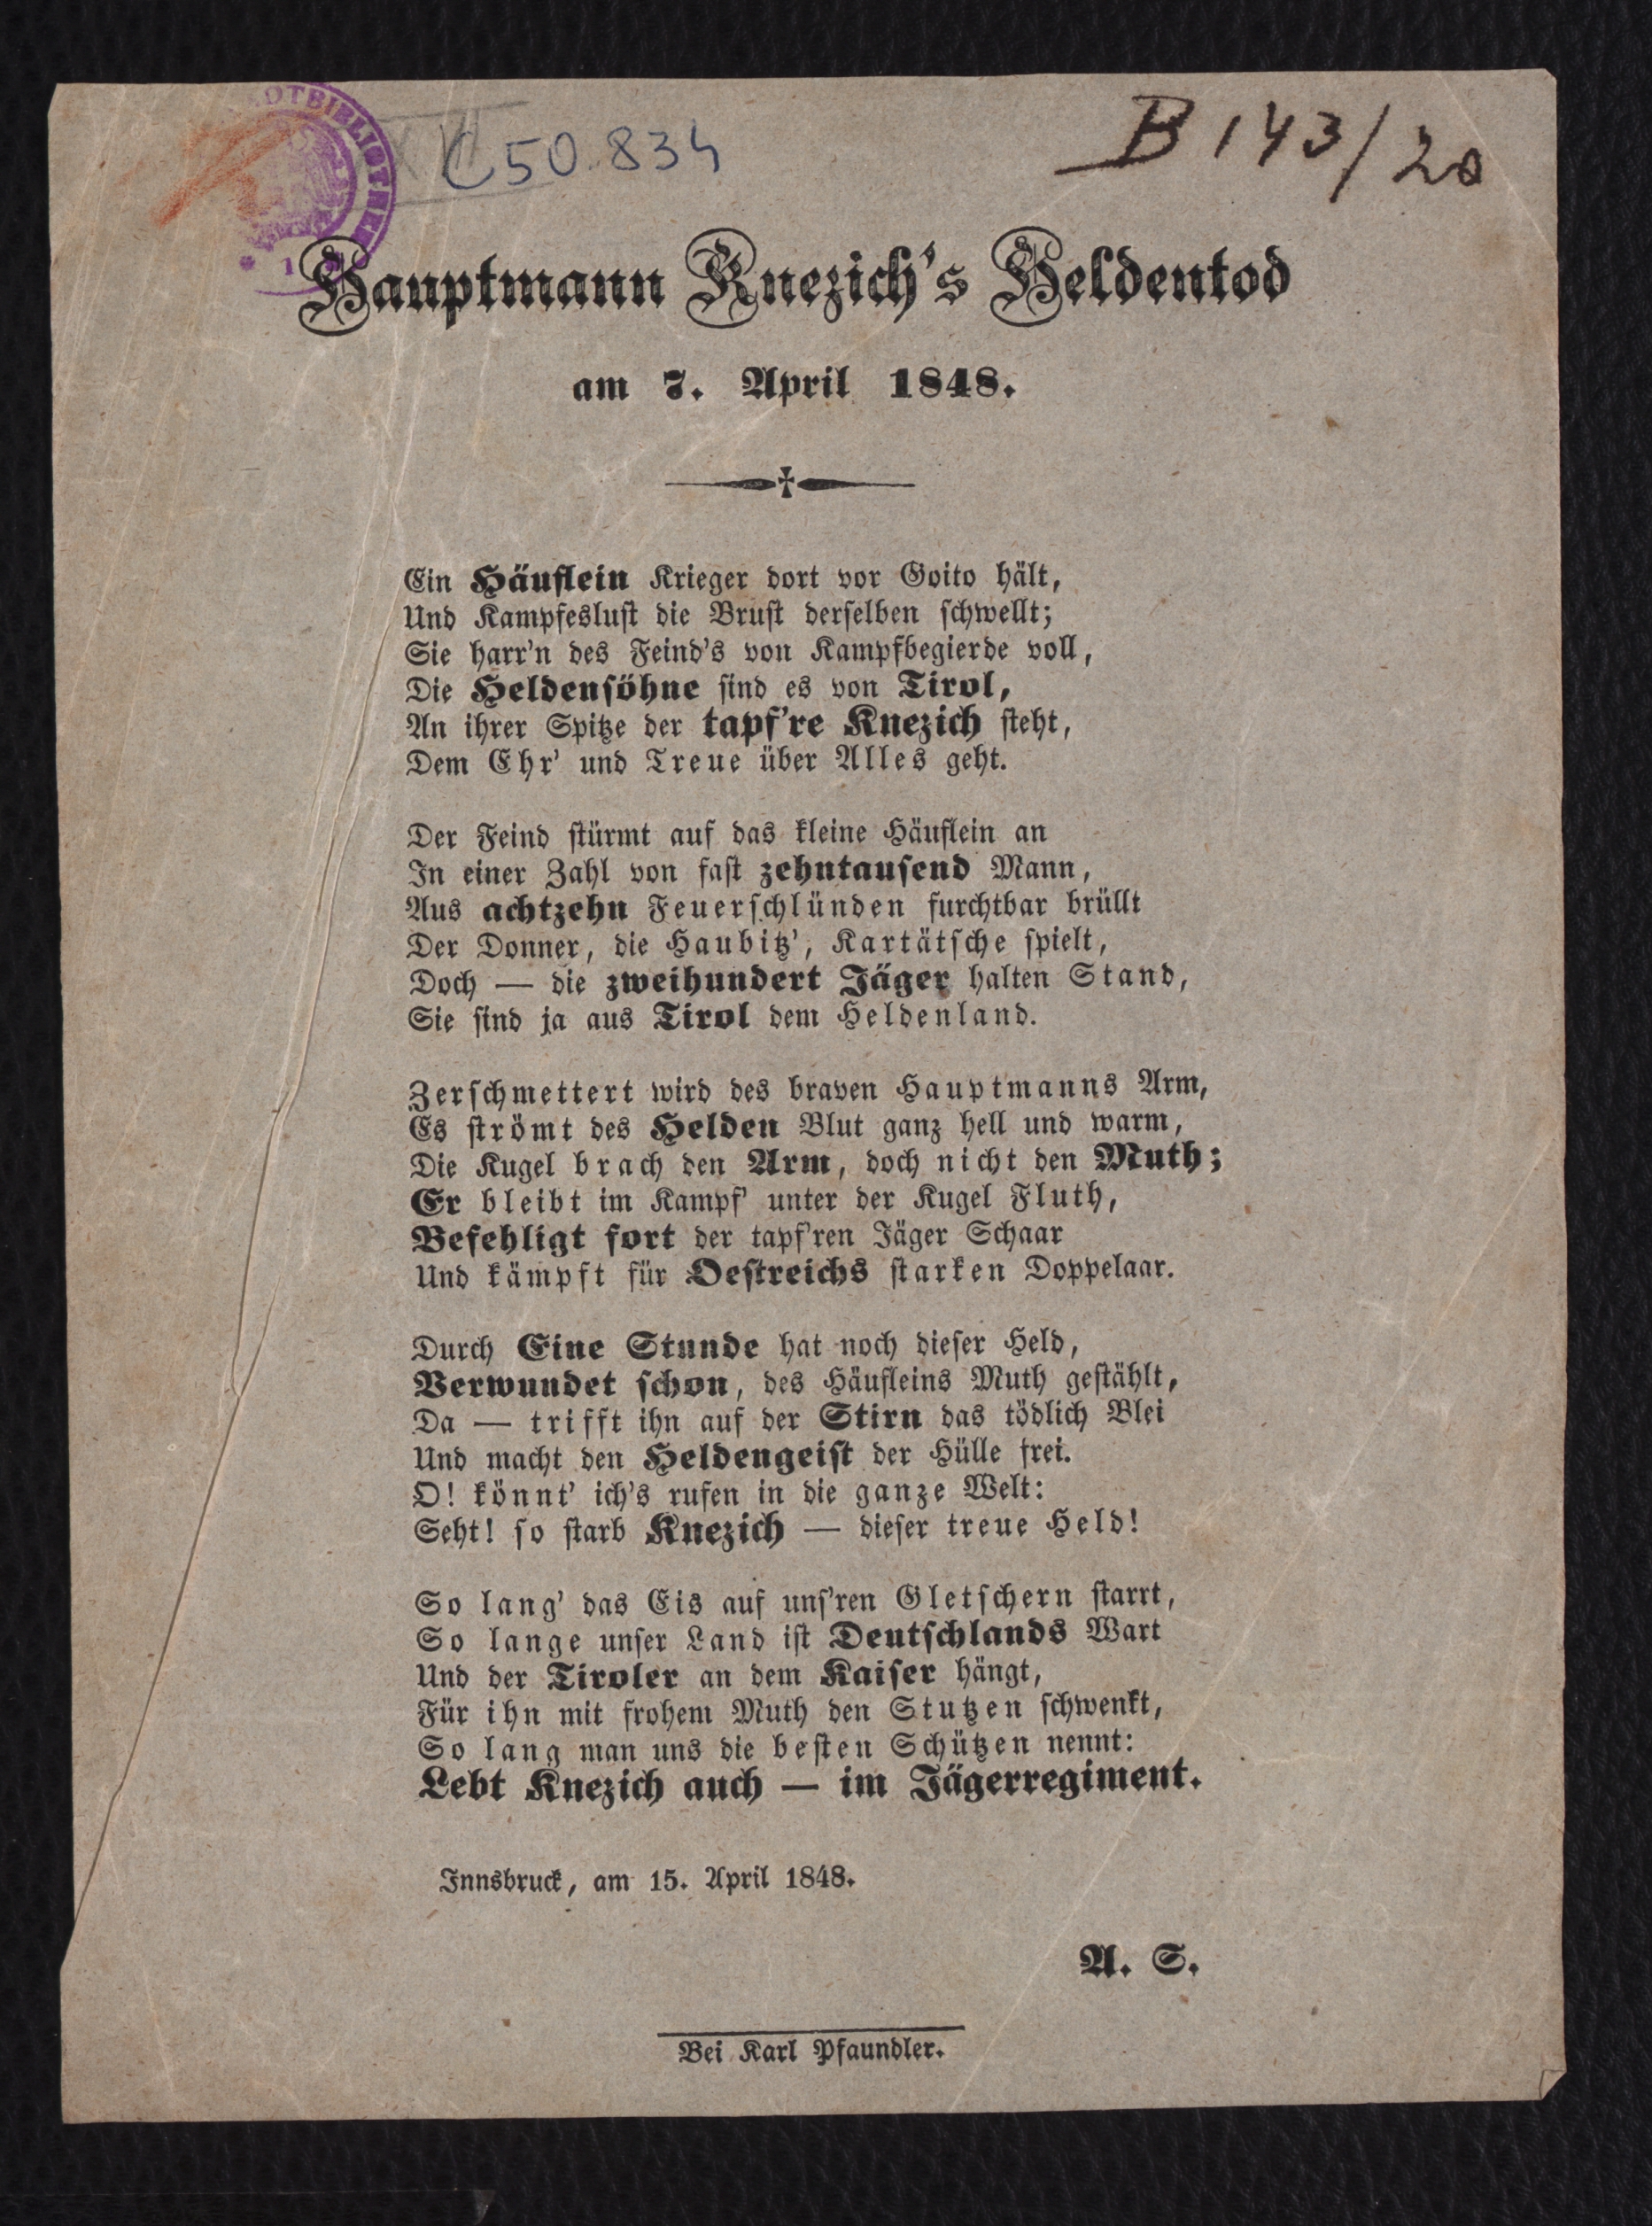 C 50.834
B 143/20
Hauptmann Knezich's Heldentod
am 7. April 1848.
Ein Häuflein Krieger dort vor Goito hält,
Und Kampfeslust die Brust derselben schwellt;
Sie harr'n des Feind's von Kampfbegierde voll,
Die Heldensöhne sind es von Tirol,
An ihrer Spitze der tapf're Knezich steht,
Dem Ehr' und Treue über Alles geht.
Der Feind stürmt auf das kleine Häuflein an
In einer Zahl von fast zehntausend Mann,
Aus achtzehn Feuerschlünden furchtbar brüllt
Der Donner, die Haubitz', Kartätsche spielt,
Doch — die zweihundert Jäger halten Stand,
Sie sind ja aus Tirol dem Heldenland.
Zerschmettert wird des braven Hauptmanns Arm,
Es strömt des Helden Blut ganz hell und warm,
Die Kugel brach den Arm, doch nicht den Muth;
Er bleibt im Kampf' unter der Kugel Fluth,
Befehligt fort der tapf'ren Jäger Schaar
Und kämpft für Oestreichs starken Doppelaar.
Durch Eine Stunde hat noch dieser Held,
Verwundet schon, des Häufleins Muth gestählt,
Da — trifft ihn auf der Stirn das tödlich Blei
Und macht den Heldengeist der Hülle frei.
O! könnt' ich's rufen in die ganze Welt:
Seht! so starb Knezich — dieser treue Held!
So lang' das Eis auf uns'ren Gletschern starrt,
So lange unser Land ist Deutschlands Wart
Und der Tiroler an dem Kaiser hängt,
Für ihn mit frohem Muth den Stutzen schwenkt,
So lang man uns die besten Schützen nennt:
Lebt Knezich auch — im Jägerregiment.
Innsbruck, am 15. April 1848.
A. S.
Bei Karl Pfaundler.